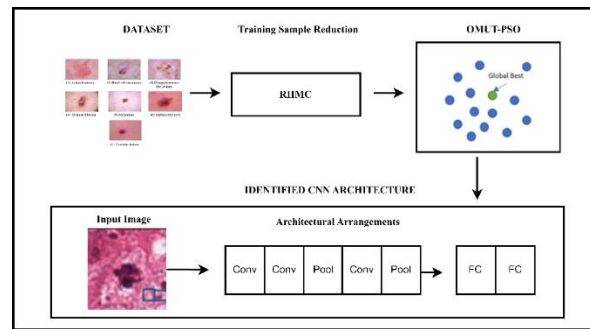 DATASET
Training Sample Reduction
OMUT-PSO
RHMC
Global Best
IDENTIFIED CNN ARCHITECTURE
Input Image
Architectural Arrangements
Conv
Conv
Pool
Conv
Pool
FC
FC